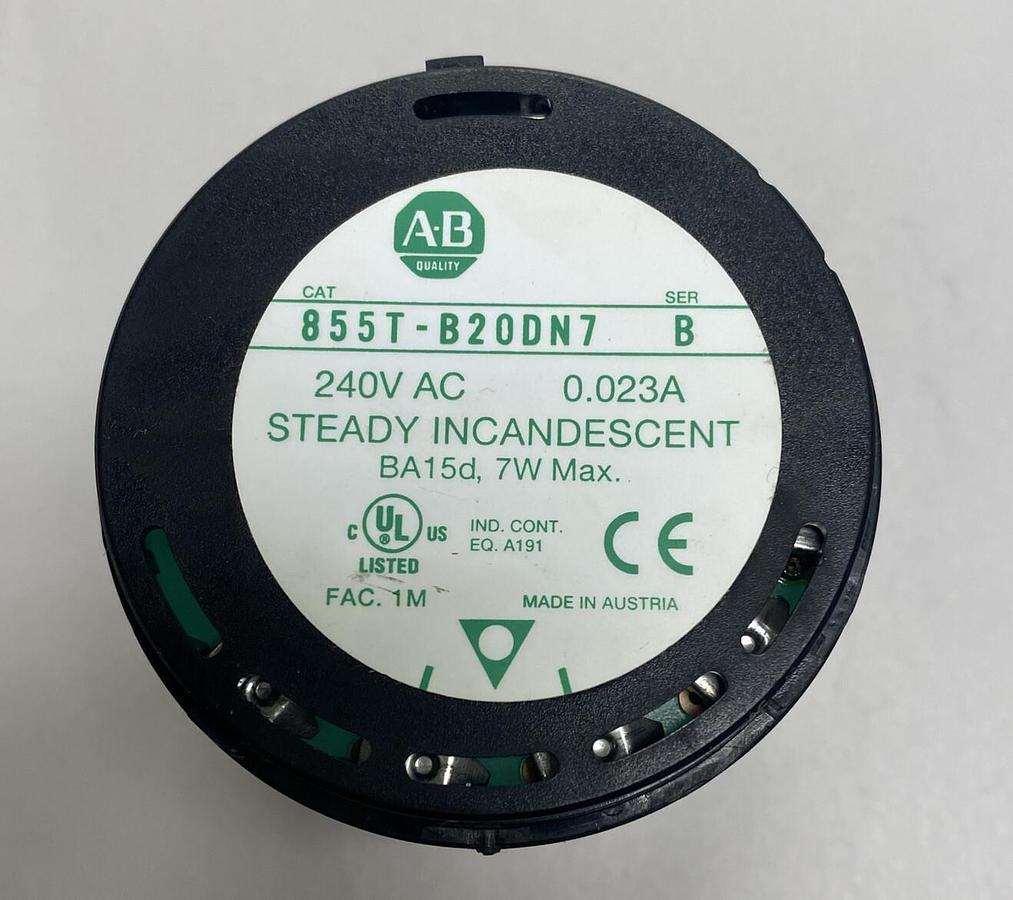 A·B
QUALITY
CAT SER
855T-B20DN7 B
240V AC 0.023A
STEADY INCANDESCENT
BA15d, 7W Max.
C UL® US IND. CONT. CE
EQ. A191
LISTED
FAC. 1M MADE IN AUSTRIA